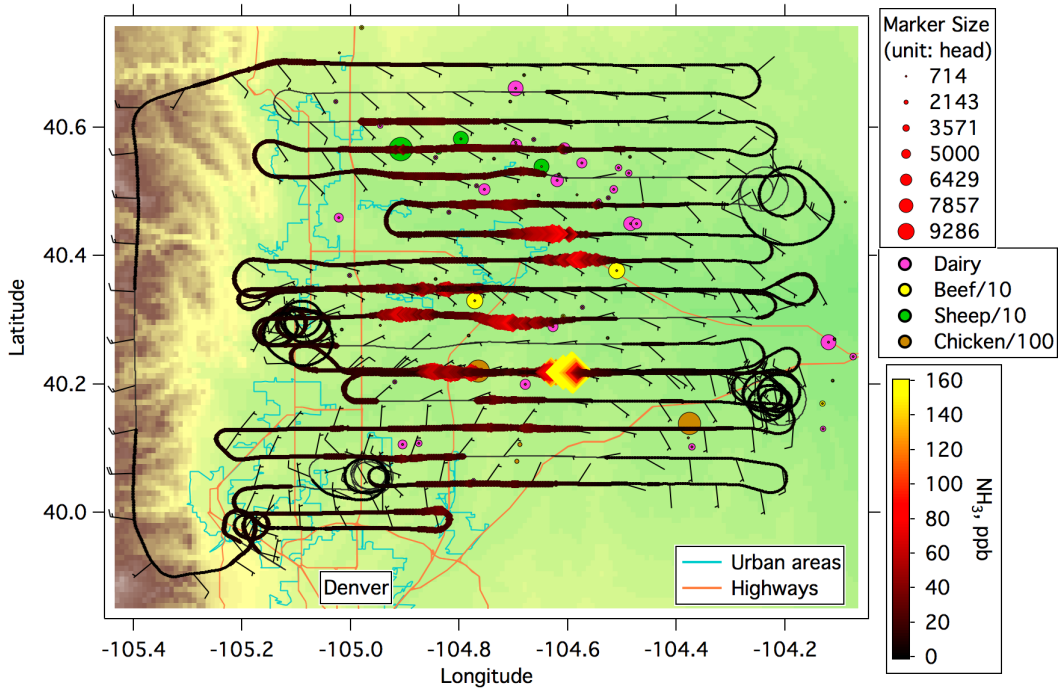 Marker Size
(unit: head)
714
2143
3571
5000
6429
7857
9286
Dairy
Beef/10
Sheep/10
Chicken/100
160
140
120
100
80
60
40
20
0
NH₃, ppb
40.6
40.4
40.2
40.0
Latitude
Denver
Urban areas
Highways
-105.4
-105.2
-105.0
-104.8
-104.6
-104.4
-104.2
Longitude